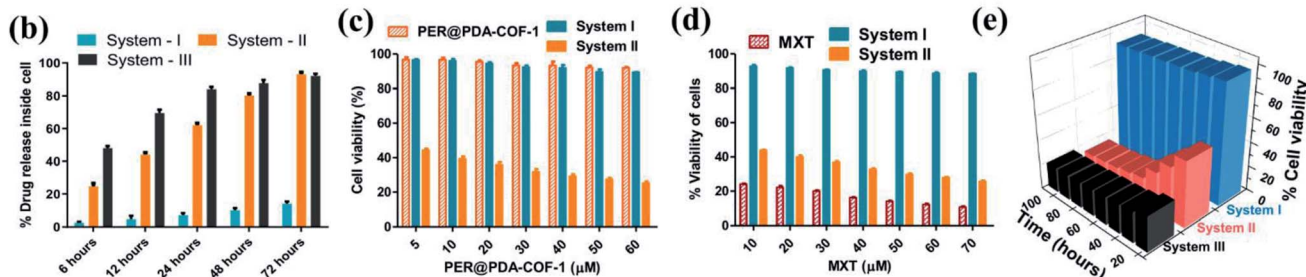 (b)
System - I
System - II
System - III
% Drug release inside cell
100
80
60
40
20
0
6 hours
12 hours
24 hours
48 hours
72 hours
(c)
PER@PDA-COF-1
System I
System II
Cell viability (%)
100
80
60
40
20
0
5
10
20
30
40
50
60
PER@PDA-COF-1 (μM)
(d)
MXT
System I
System II
% Viability of cells
100
80
60
40
20
0
10
20
30
40
50
60
70
MXT (μM)
(e)
100
80
60
40
20
0
% Cell viability
100
80
60
40
20
Time (hours)
System I
System II
System III